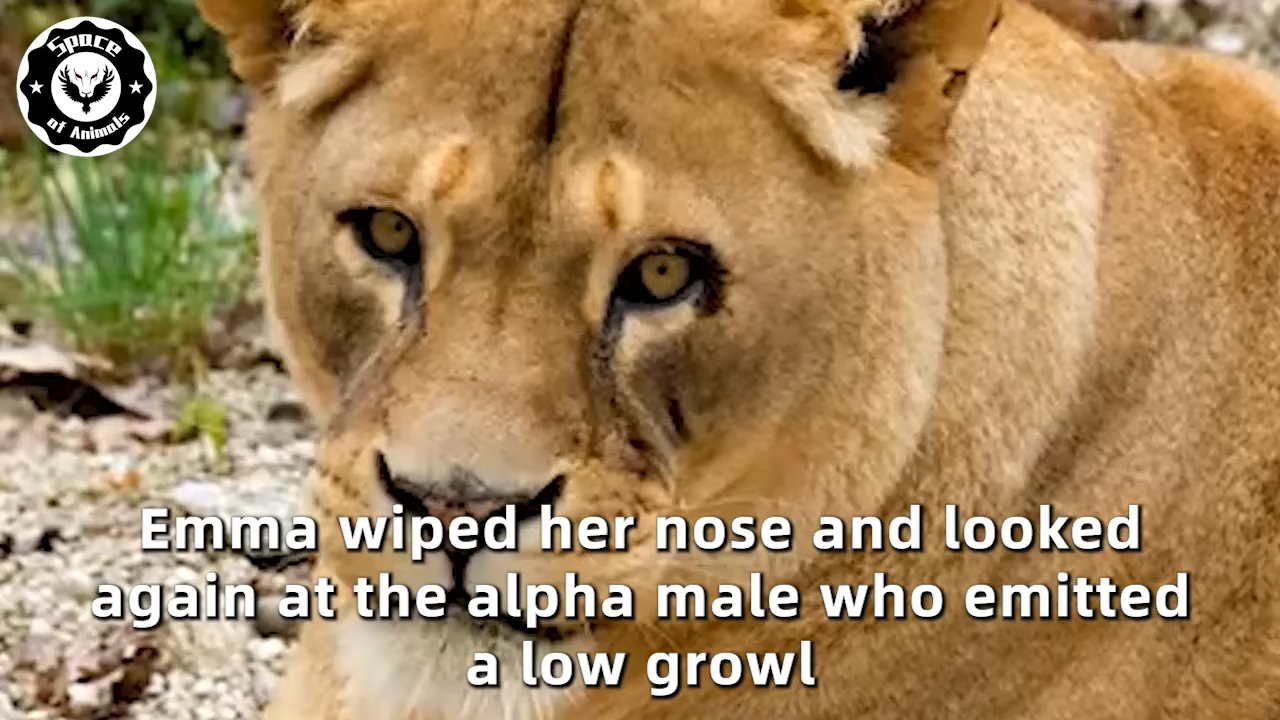 Space
of Animals
Emma wiped her nose and looked
again at the alpha male who emitted
a low growl